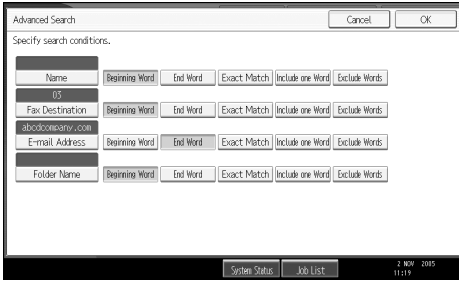 Advanced Search Cancel OK
Specify search conditions.
Name Beginning Word End Word Exact Match Include one Word Exclude Words
03
Fax Destination Beginning Word End Word Exact Match Include one Word Exclude Words
abcdcompany.com
E-mail Address Beginning Word End Word Exact Match Include one Word Exclude Words
Folder Name Beginning Word End Word Exact Match Include one Word Exclude Words
System Status Job List 2 NOV 2005
11:19